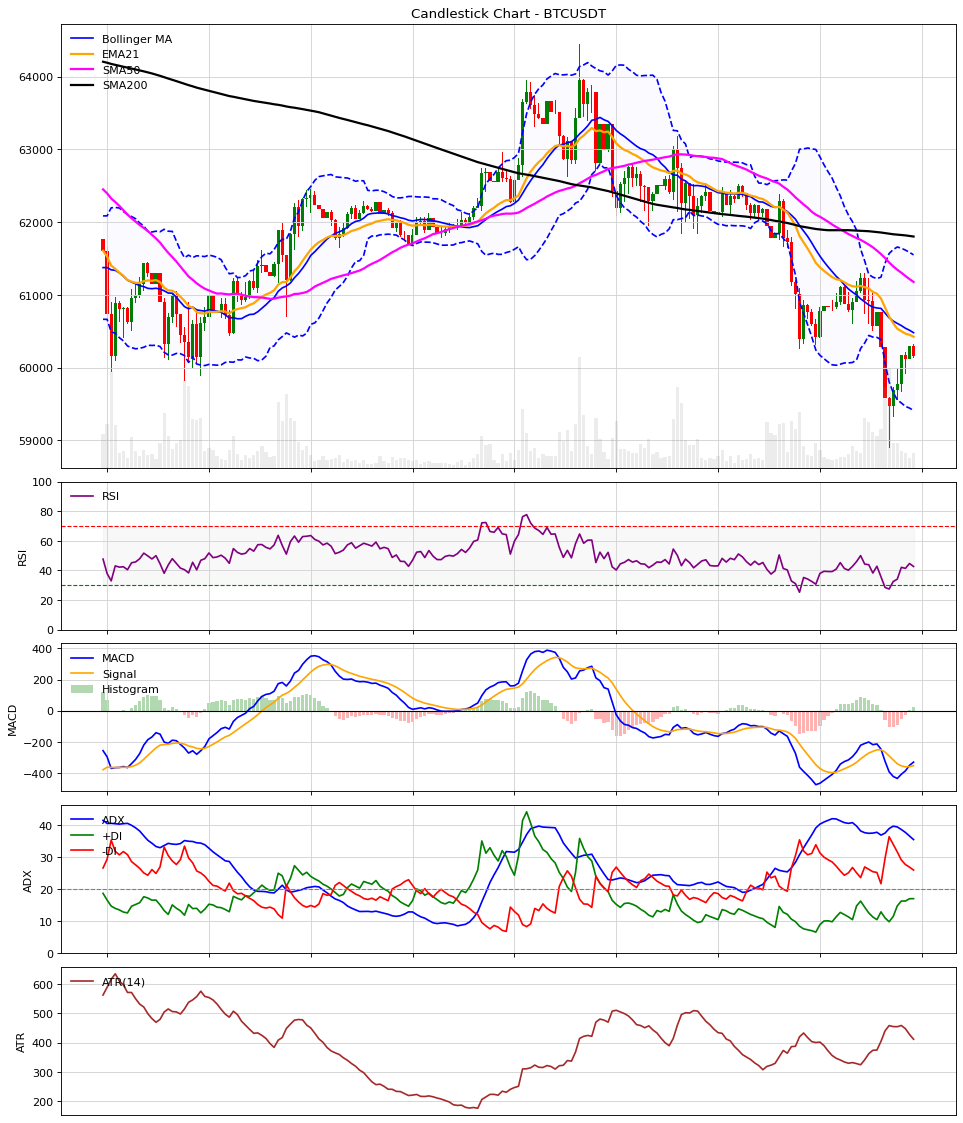 Candlestick Chart - BTCUSDT
Bollinger MA
EMA21
SMA50
SMA200
64000
63000
62000
61000
60000
59000
RSI
100
80
60
40
20
0
RSI
MACD
Signal
Histogram
400
200
0
−200
−400
MACD
ADX
+DI
-DI
40
30
20
10
0
ADX
ATR(14)
600
500
400
300
200
ATR